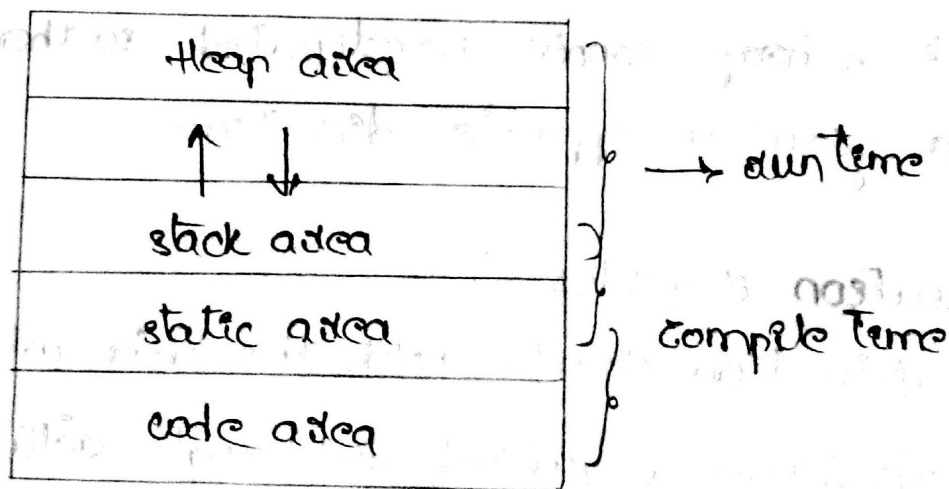 Heap area
→ run time
stack area
static area
compile time
code area